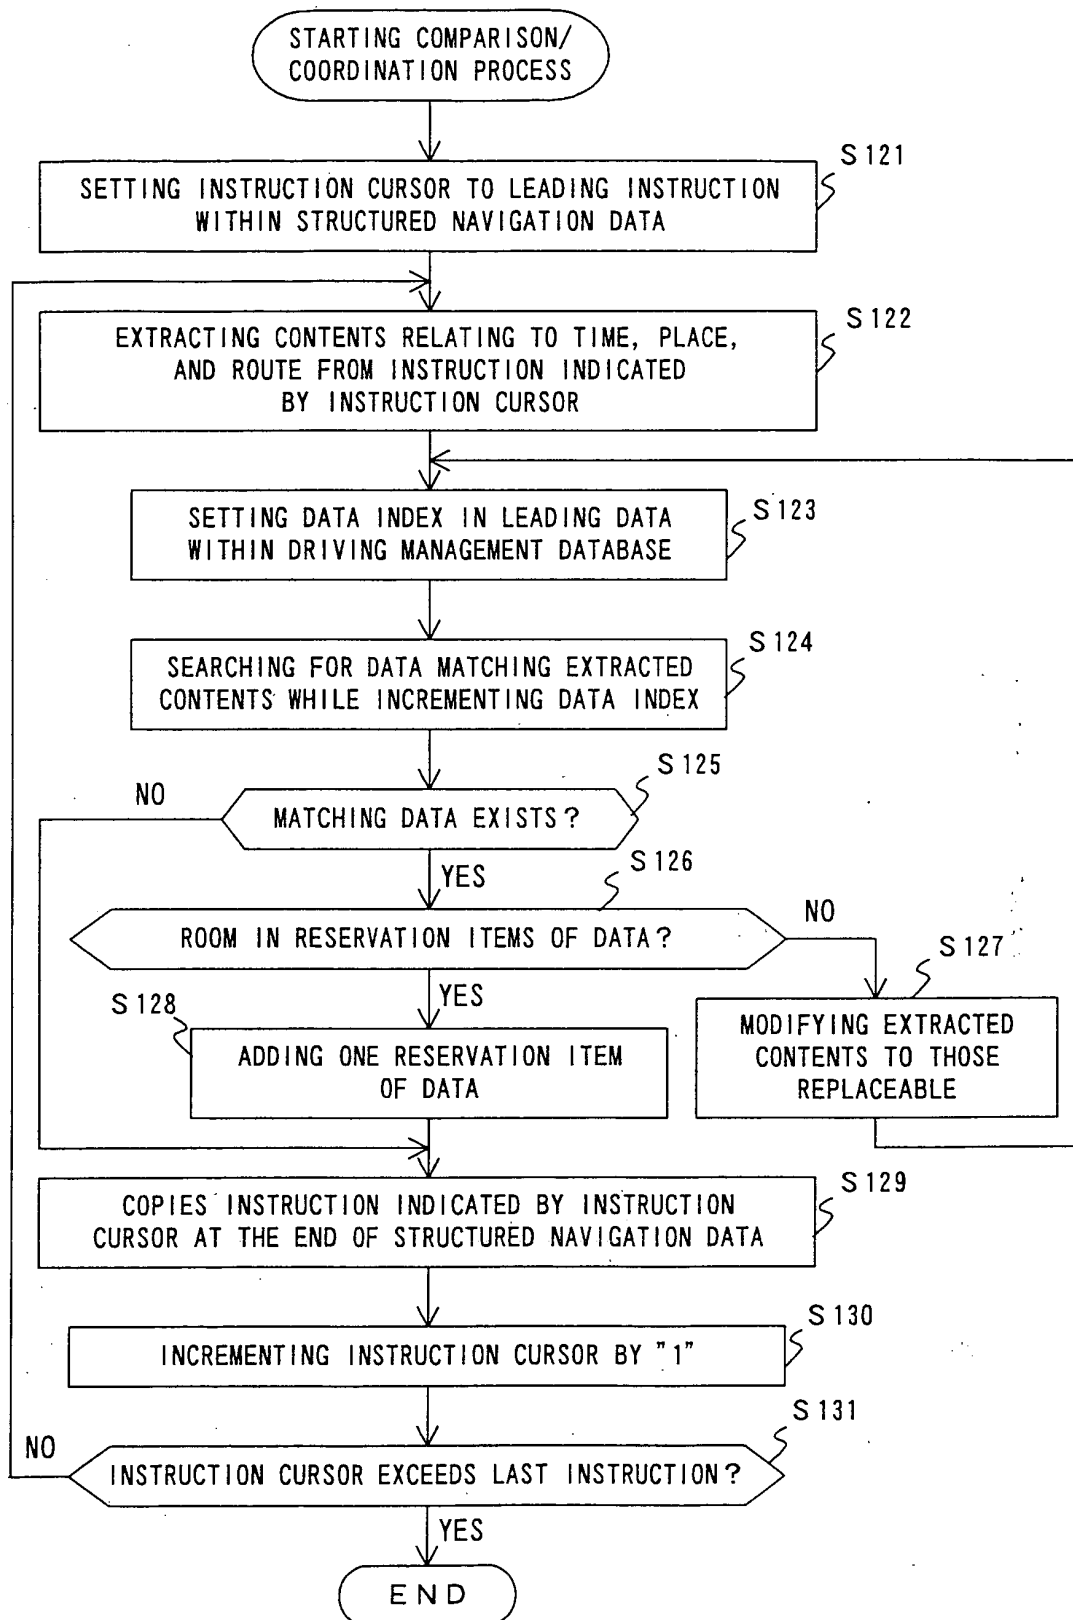 STARTING COMPARISON/
COORDINATION PROCESS
S121
SETTING INSTRUCTION CURSOR TO LEADING INSTRUCTION
WITHIN STRUCTURED NAVIGATION DATA
S122
EXTRACTING CONTENTS RELATING TO TIME, PLACE,
AND ROUTE FROM INSTRUCTION INDICATED
BY INSTRUCTION CURSOR
S123
SETTING DATA INDEX IN LEADING DATA
WITHIN DRIVING MANAGEMENT DATABASE
S124
SEARCHING FOR DATA MATCHING EXTRACTED
CONTENTS WHILE INCREMENTING DATA INDEX
S125
NO
MATCHING DATA EXISTS?
YES
S126
NO
ROOM IN RESERVATION ITEMS OF DATA?
S127
YES
S128
MODIFYING EXTRACTED
CONTENTS TO THOSE
REPLACEABLE
ADDING ONE RESERVATION ITEM
OF DATA
S129
COPIES INSTRUCTION INDICATED BY INSTRUCTION
CURSOR AT THE END OF STRUCTURED NAVIGATION DATA
S130
INCREMENTING INSTRUCTION CURSOR BY "1"
S131
NO
INSTRUCTION CURSOR EXCEEDS LAST INSTRUCTION?
YES
END